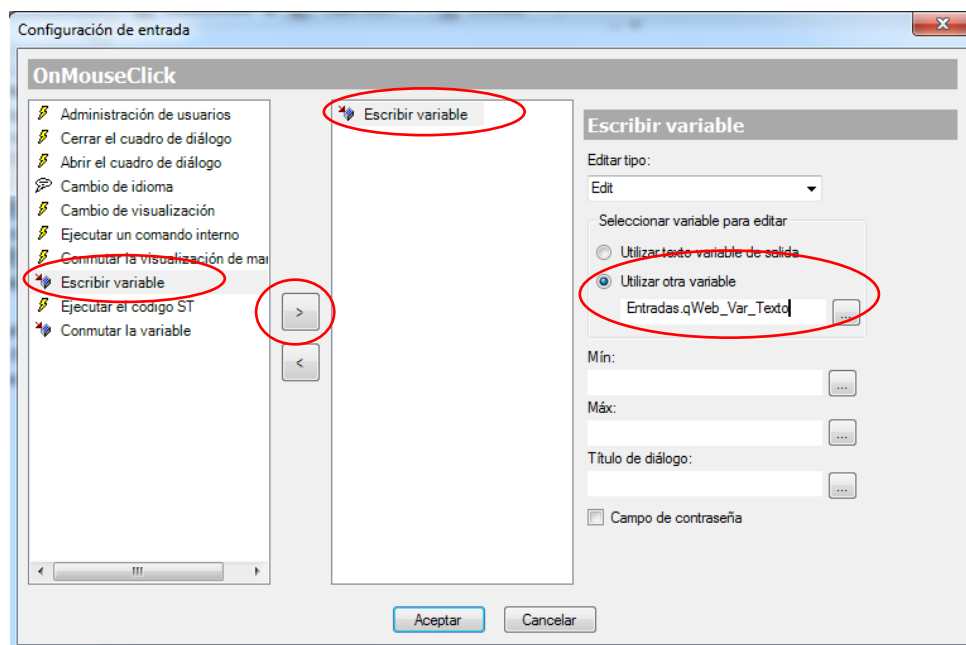 Configuración de entrada
OnMouseClick
Administración de usuarios
Cerrar el cuadro de diálogo
Abrir el cuadro de diálogo
Cambio de idioma
Cambio de visualización
Ejecutar un comando interno
Conmutar la visualización de mar
Escribir variable
Ejecutar el código ST
Conmutar la variable
>
<
Escribir variable
Escribir variable
Editar tipo:
Edit
Seleccionar variable para editar
Utilizar texto variable de salida
Utilizar otra variable
Entradas.qWeb_Var_Texto
...
Mín:
...
Máx:
...
Título de diálogo:
...
Campo de contraseña
Aceptar
Cancelar